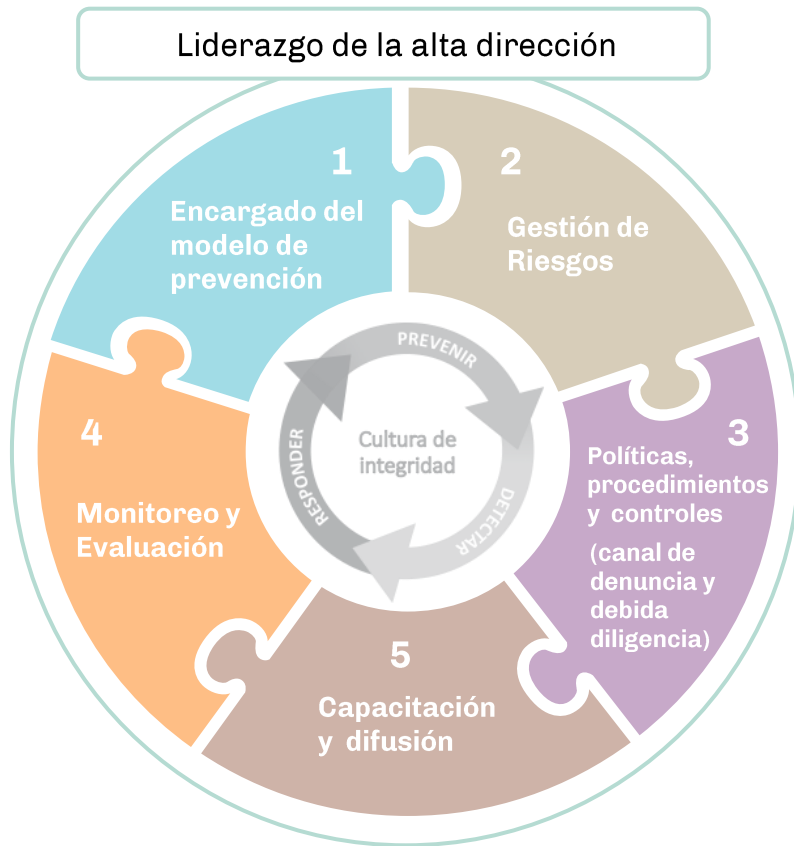 Liderazgo de la alta dirección
1
Encargado del
modelo de
prevención
2
Gestión de
Riesgos
3
Políticas,
procedimientos
y controles
(canal de
denuncia y
debida
diligencia)
4
Monitoreo y
Evaluación
5
Capacitación
y difusión
PREVENIR
DETECTAR
RESPONDER
Cultura de
integridad